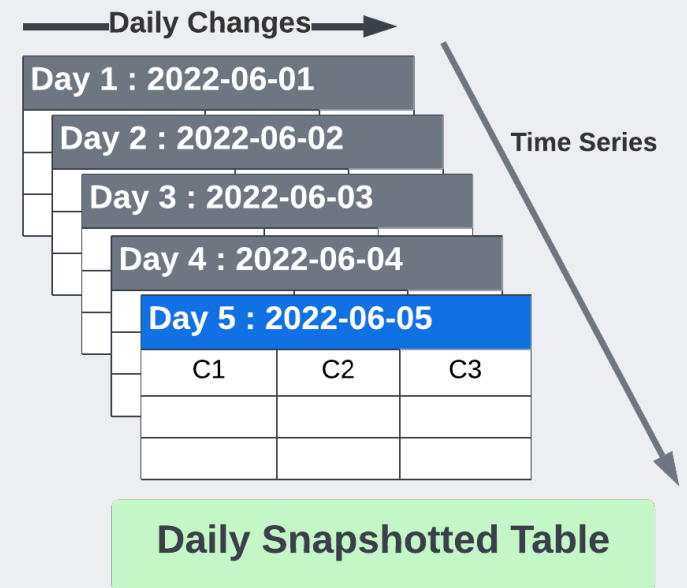 Daily Changes
Day 1 : 2022-06-01
Day 2 : 2022-06-02
Time Series
Day 3 : 2022-06-03
Day 4 : 2022-06-04
Day 5 : 2022-06-05
C1 C2 C3
Daily Snapshotted Table